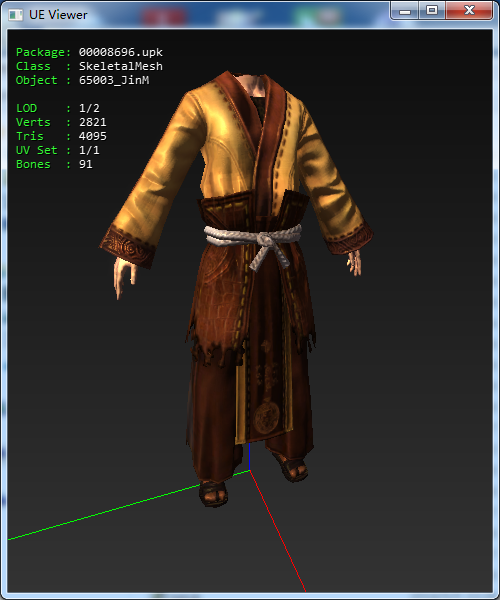 UE Viewer
Package: 00008696.upk
Class : SkeletalMesh
Object : 65003_JinM
LOD : 1/2
Verts : 2821
Tris : 4095
UV Set : 1/1
Bones : 91